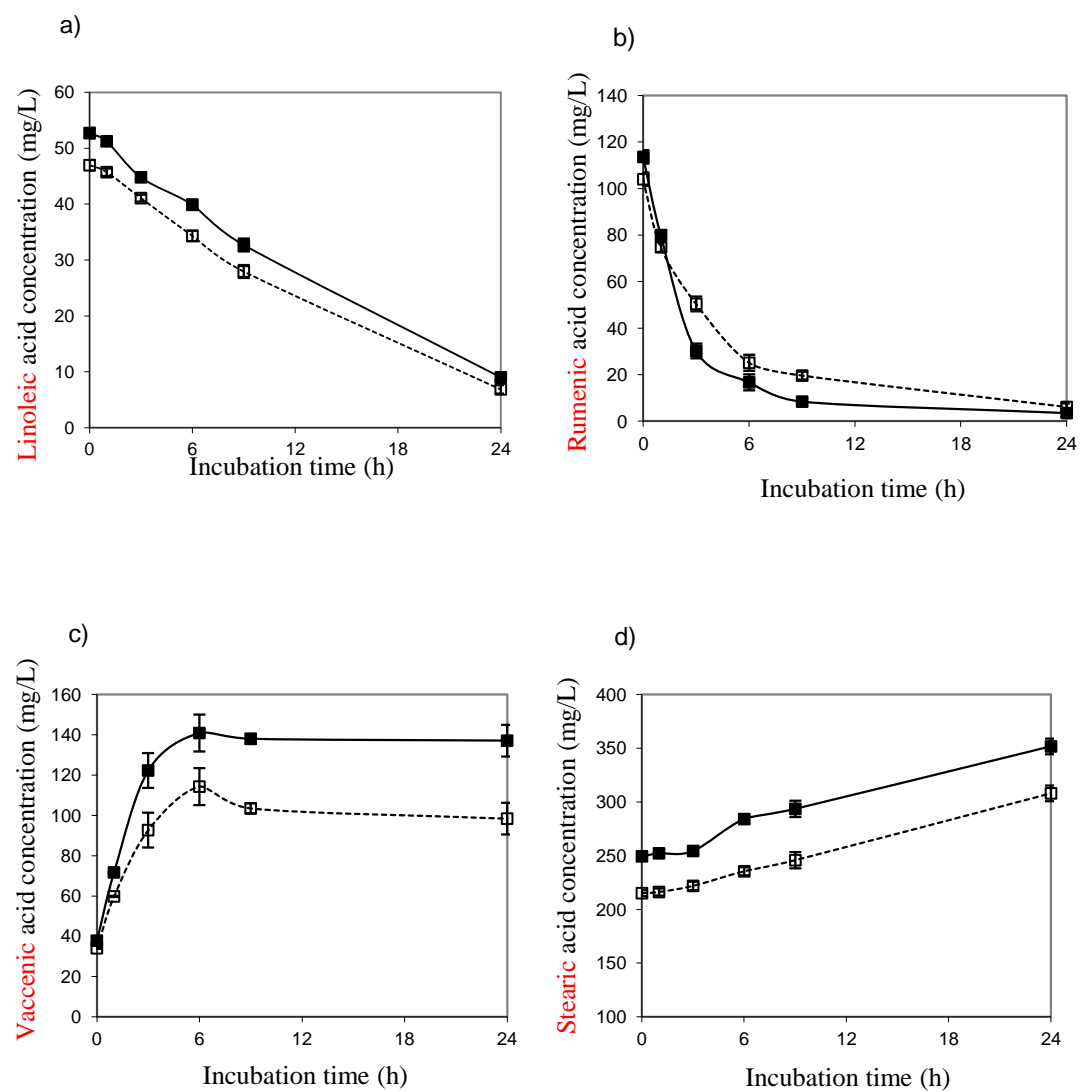 a)
Linoleic acid concentration (mg/L)
60
50
40
30
20
10
0
0 6 12 18 24
Incubation time (h)
b)
Rumenic acid concentration (mg/L)
140
120
100
80
60
40
20
0
0 6 12 18 24
Incubation time (h)
c)
Vaccenic acid concentration (mg/L)
160
140
120
100
80
60
40
20
0
0 6 12 18 24
Incubation time (h)
d)
Stearic acid concentration (mg/L)
400
350
300
250
200
150
100
0 6 12 18 24
Incubation time (h)